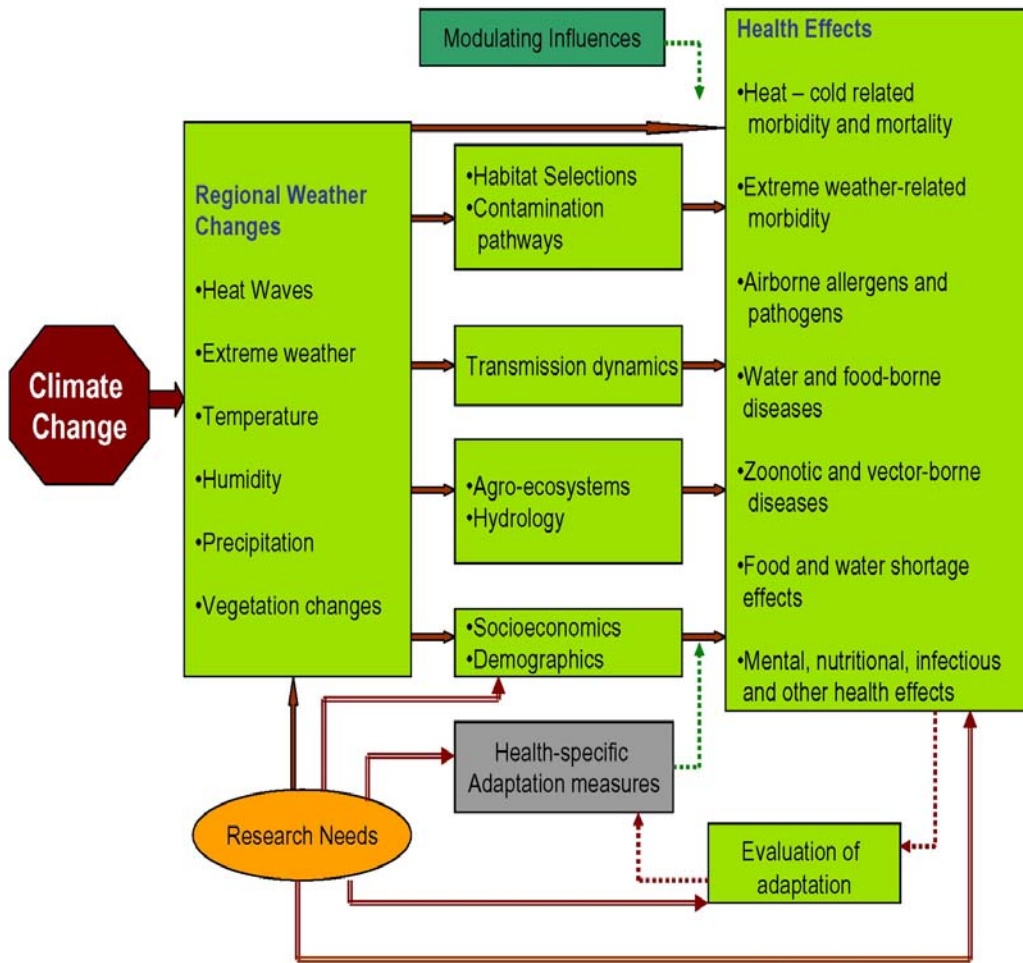 Modulating Influences
Health Effects
•Heat – cold related
morbidity and mortality
•Extreme weather-related
morbidity
•Airborne allergens and
pathogens
•Water and food-borne
diseases
•Zoonotic and vector-borne
diseases
•Food and water shortage
effects
•Mental, nutritional, infectious
and other health effects
Regional Weather
Changes
•Heat Waves
•Extreme weather
•Temperature
•Humidity
•Precipitation
•Vegetation changes
•Habitat Selections
•Contamination
pathways
Transmission dynamics
•Agro-ecosystems
•Hydrology
•Socioeconomics
•Demographics
Climate
Change
Health-specific
Adaptation measures
Research Needs
Evaluation of
adaptation